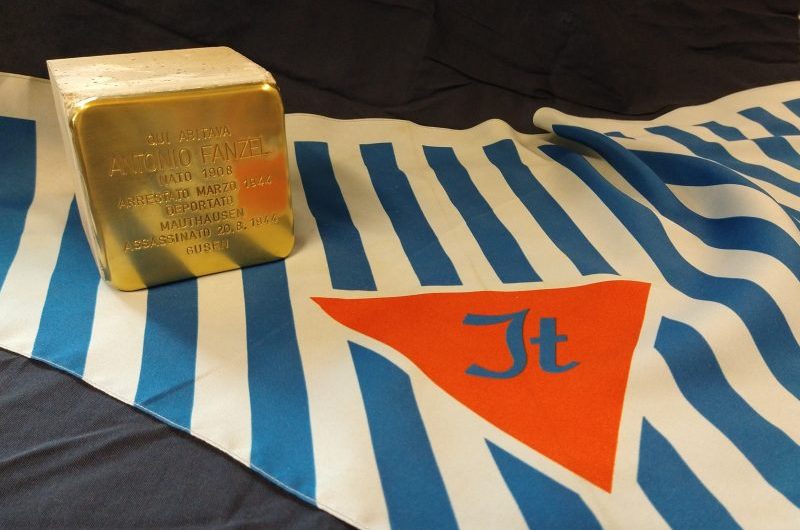 QUI ABITAVA
ANTONIO FANZEL
NATO 1908
ARRESTATO MARZO 1944
DEPORTATO
MAUTHAUSEN
ASSASSINATO 20.8.1944
GUSEN
It